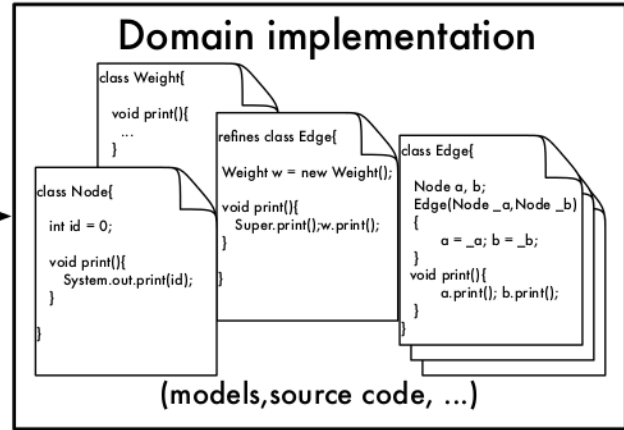 Domain implementation
class Weight{
void print(){
...
}
class Node{
int id = 0;
void print(){
System.out.print(id);
}
}
refines class Edge{
Weight w = new Weight();
void print(){
Super.print();w.print();
}
}
class Edge{
Node a, b;
Edge(Node _a,Node _b)
{
a = _a; b = _b;
}
void print(){
a.print(); b.print();
}
}
(models,source code, ...)